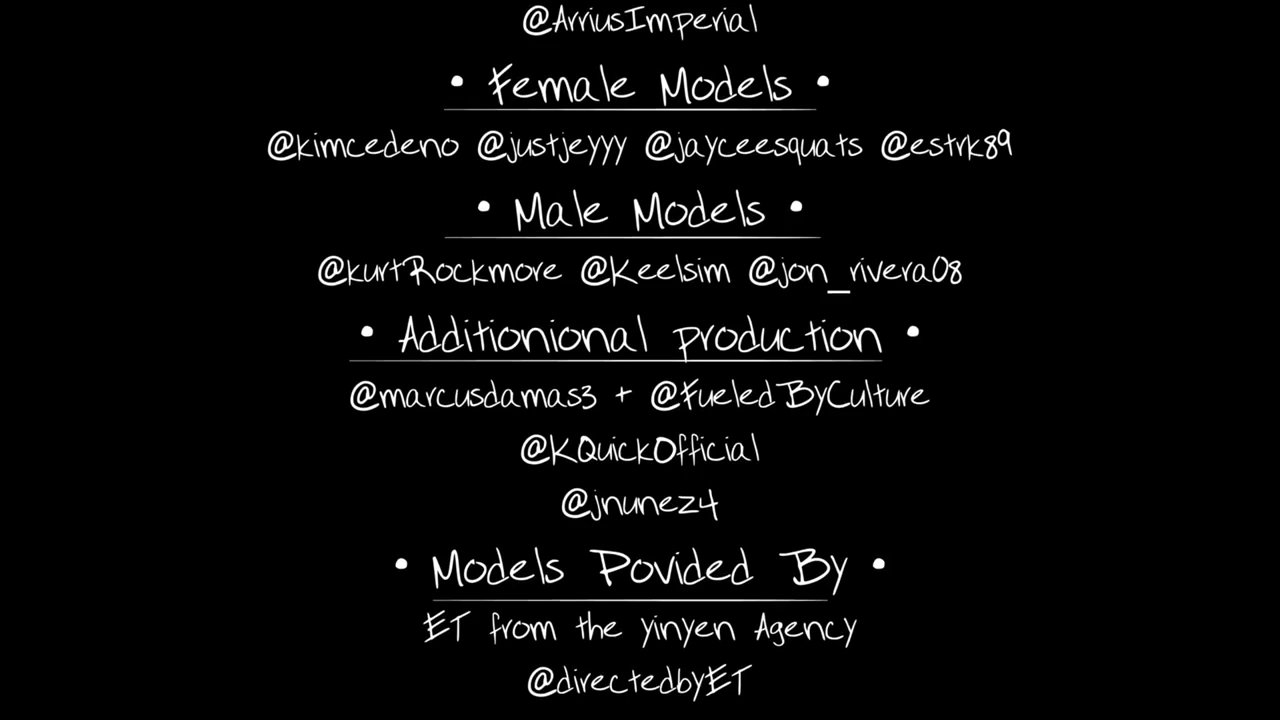 @ArriusImperial
• Female Models •
@kimcedeno @justjeyyy @jayceesquats @estrk89
• Male Models •
@kurtRockmore @Keelsim @jon_rivera08
• Additionional production •
@marcusdamas3 + @FueledByCulture
@KQuickOfficial
@jnunez4
• Models Povided By •
ET from the yinyen Agency
@directedbyET